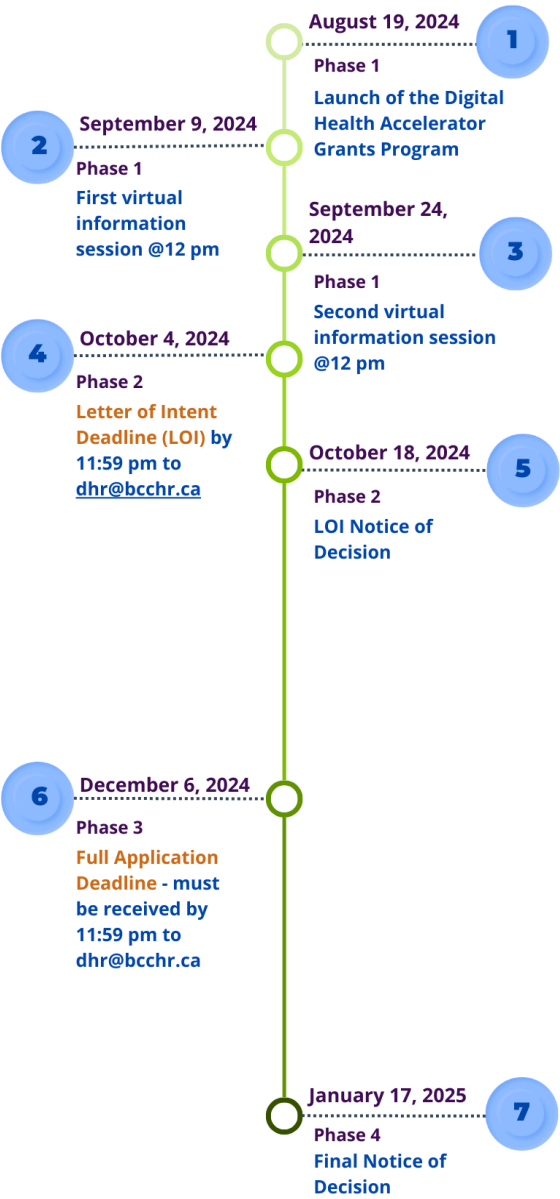 August 19, 2024
1
Phase 1
Launch of the Digital
Health Accelerator
Grants Program
September 9, 2024
2
Phase 1
First virtual
information
session @12 pm
September 24,
2024
3
Phase 1
Second virtual
information session
@12 pm
October 4, 2024
4
Phase 2
Letter of Intent
Deadline (LOI) by
11:59 pm to
dhr@bcchr.ca
October 18, 2024
5
Phase 2
LOI Notice of
Decision
December 6, 2024
6
Phase 3
Full Application
Deadline - must
be received by
11:59 pm to
dhr@bcchr.ca
January 17, 2025
7
Phase 4
Final Notice of
Decision